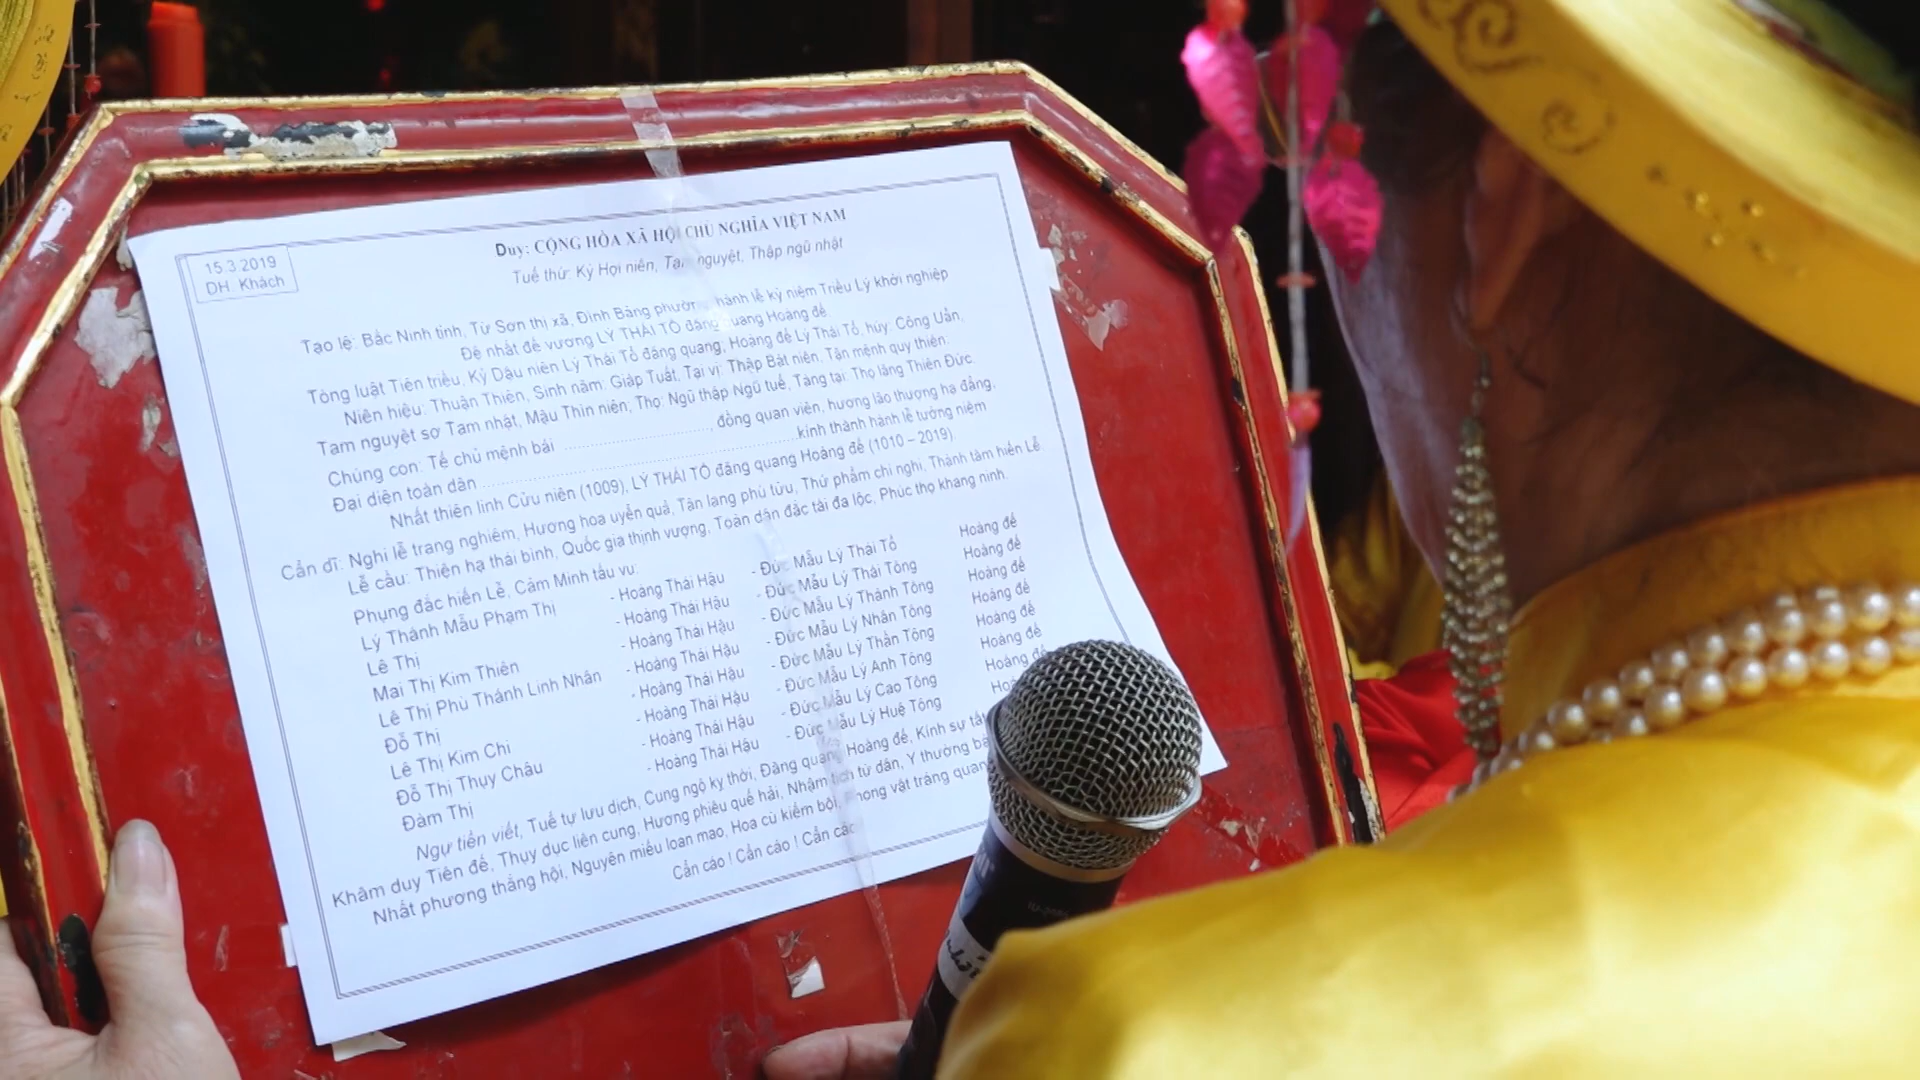 15.3.2019
DH. Khách
Duy: CỘNG HÒA XÃ HỘI CHỦ NGHĨA VIỆT NAM
Tuế thứ: Kỷ Hợi niên, Tam nguyệt, Thập ngũ nhật
Tạo lệ: Bắc Ninh tỉnh, Từ Sơn thị xã, Đình Bảng phường hành lễ kỷ niệm Triều Lý khởi nghiệp
Đệ nhất đế vương LÝ THÁI TỔ đăng quang Hoàng đế
Tòng luật Tiên triều, Kỷ Dậu niên Lý Thái Tổ đăng quang; Hoàng đế Lý Thái Tổ, húy: Công Uẩn,
Niên hiệu: Thuận Thiên, Sinh năm: Giáp Tuất, Tại vị: Thập Bát niên, Tận mệnh quy thiên:
Tam nguyệt sơ Tam nhật, Mậu Thìn niên, Thọ: Ngũ thập Ngũ tuế, Táng tại: Thọ lăng Thiên Đức.
Chúng con: Tế chủ mệnh bái .............................., đồng quan viên, hương lão thượng hạ đẳng,
Đại diện toàn dân ..................... ..........................................kính thành hành lễ tưởng niệm
Nhất thiên linh Cửu niên (1009), LÝ THÁI TỔ đăng quang Hoàng đế (1010 – 2019).
Cẩn dĩ: Nghi lễ trang nghiêm, Hương hoa uyển quả, Tân lang phù tửu, Thứ phẩm chi nghi, Thành tâm hiến Lễ.
Lễ cầu: Thiên hạ thái bình, Quốc gia thịnh vượng, Toàn dân đắc tài đa lộc, Phúc thọ khang ninh.
Phụng đắc hiến Lễ, Cảm Minh tấu vu:
Lý Thánh Mẫu Phạm Thị - Hoàng Thái Hậu - Đức Mẫu Lý Thái Tổ Hoàng đế
Lê Thị - Hoàng Thái Hậu - Đức Mẫu Lý Thái Tông Hoàng đế
Mai Thị Kim Thiên - Hoàng Thái Hậu - Đức Mẫu Lý Thánh Tông Hoàng đế
Lê Thị Phù Thánh Linh Nhân - Hoàng Thái Hậu - Đức Mẫu Lý Nhân Tông Hoàng đế
Đỗ Thị - Hoàng Thái Hậu - Đức Mẫu Lý Thần Tông Hoàng đế
Lê Thị Kim Chi - Hoàng Thái Hậu - Đức Mẫu Lý Anh Tông Hoàng đế
Đỗ Thị Thụy Châu - Hoàng Thái Hậu - Đức Mẫu Lý Cao Tông Hoàng đế
Đàm Thị - Hoàng Thái Hậu - Đức Mẫu Lý Huệ Tông
Ngự tiền viết, Tuế tự lưu dịch, Cung ngộ kỵ thời, Đăng quang Hoàng đế, Kính sự
Khâm duy Tiên đế, Thụy dục liên cung, Hương phiêu quế hải, Nhậm từ dân, Y thường
Nhất phương thắng hội, Nguyên miếu loan mao, Hoa cù kiềm bôi, vật tráng
Cẩn cáo ! Cẩn cáo ! Cẩn cáo